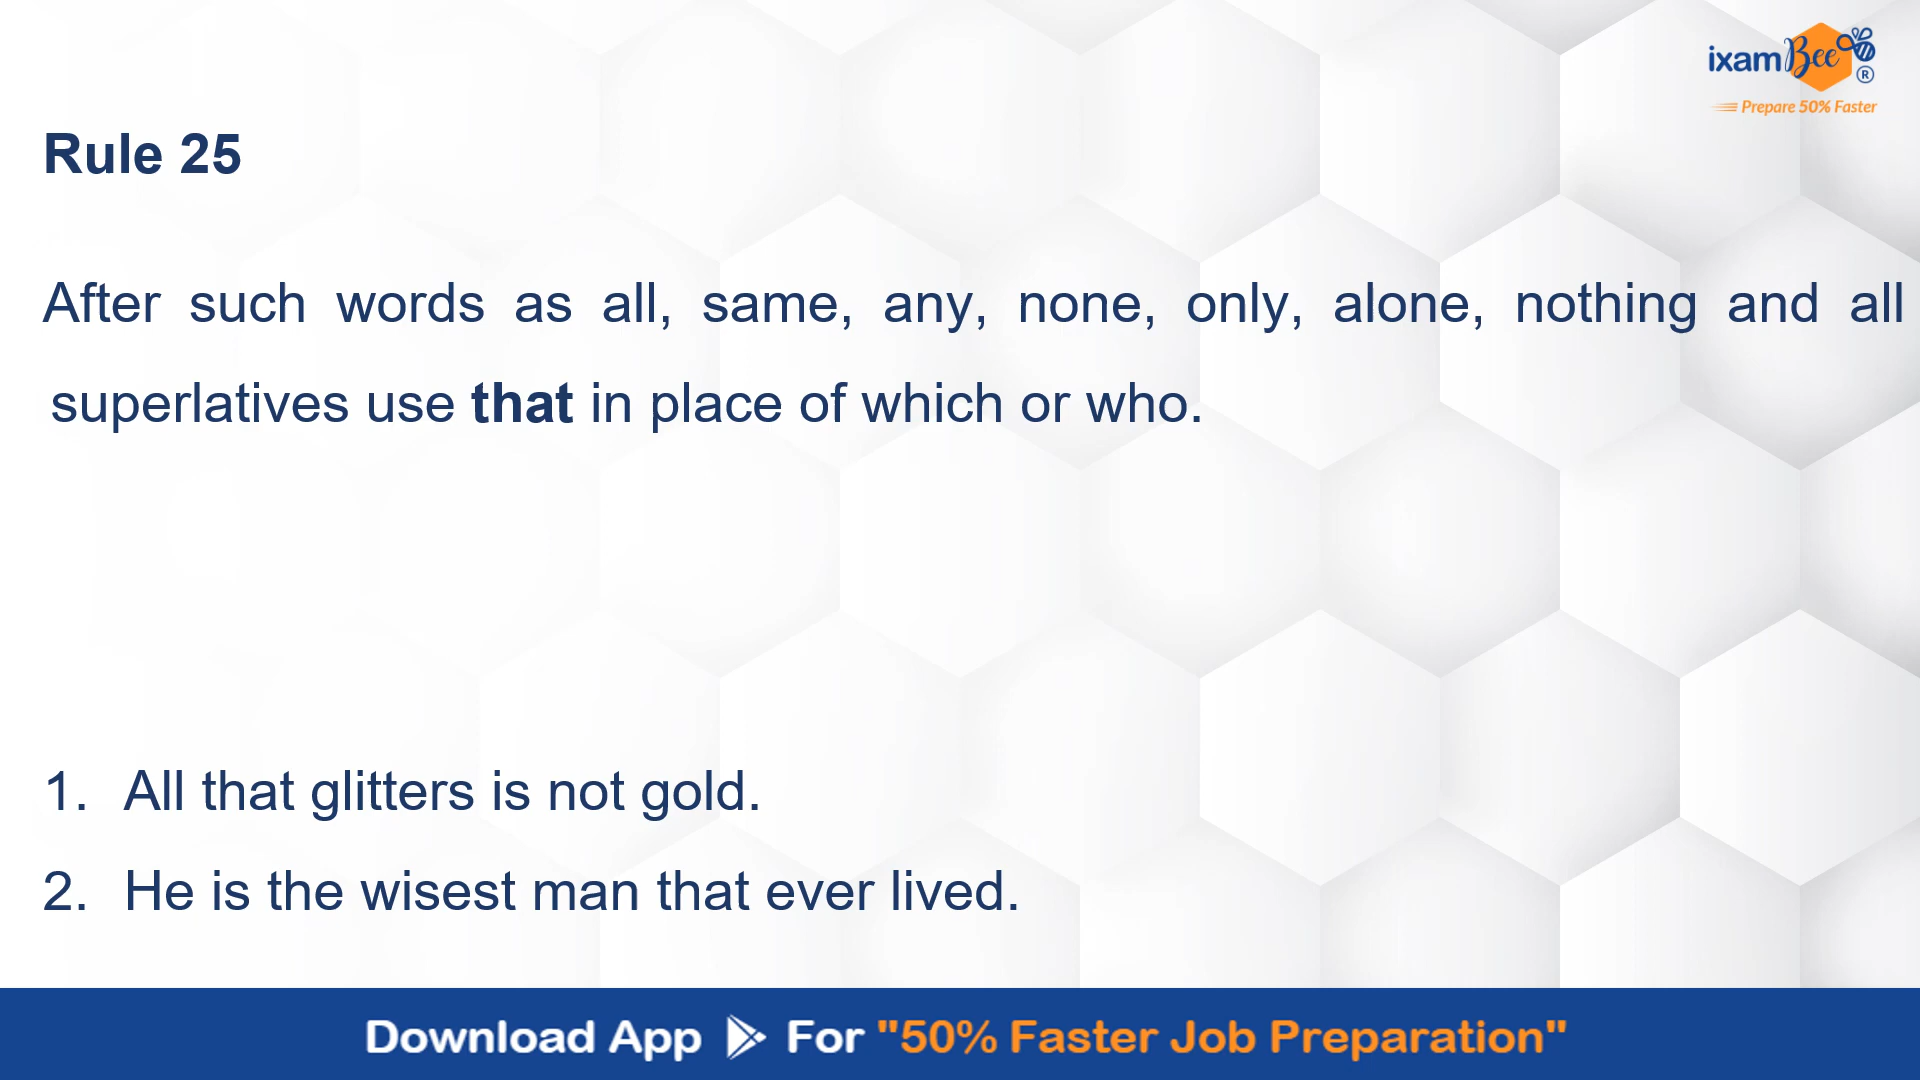 ixamBee
®
Prepare 50% Faster
Rule 25
After such words as all, same, any, none, only, alone, nothing and all
superlatives use that in place of which or who.
1. All that glitters is not gold.
2. He is the wisest man that ever lived.
Download App For "50% Faster Job Preparation"